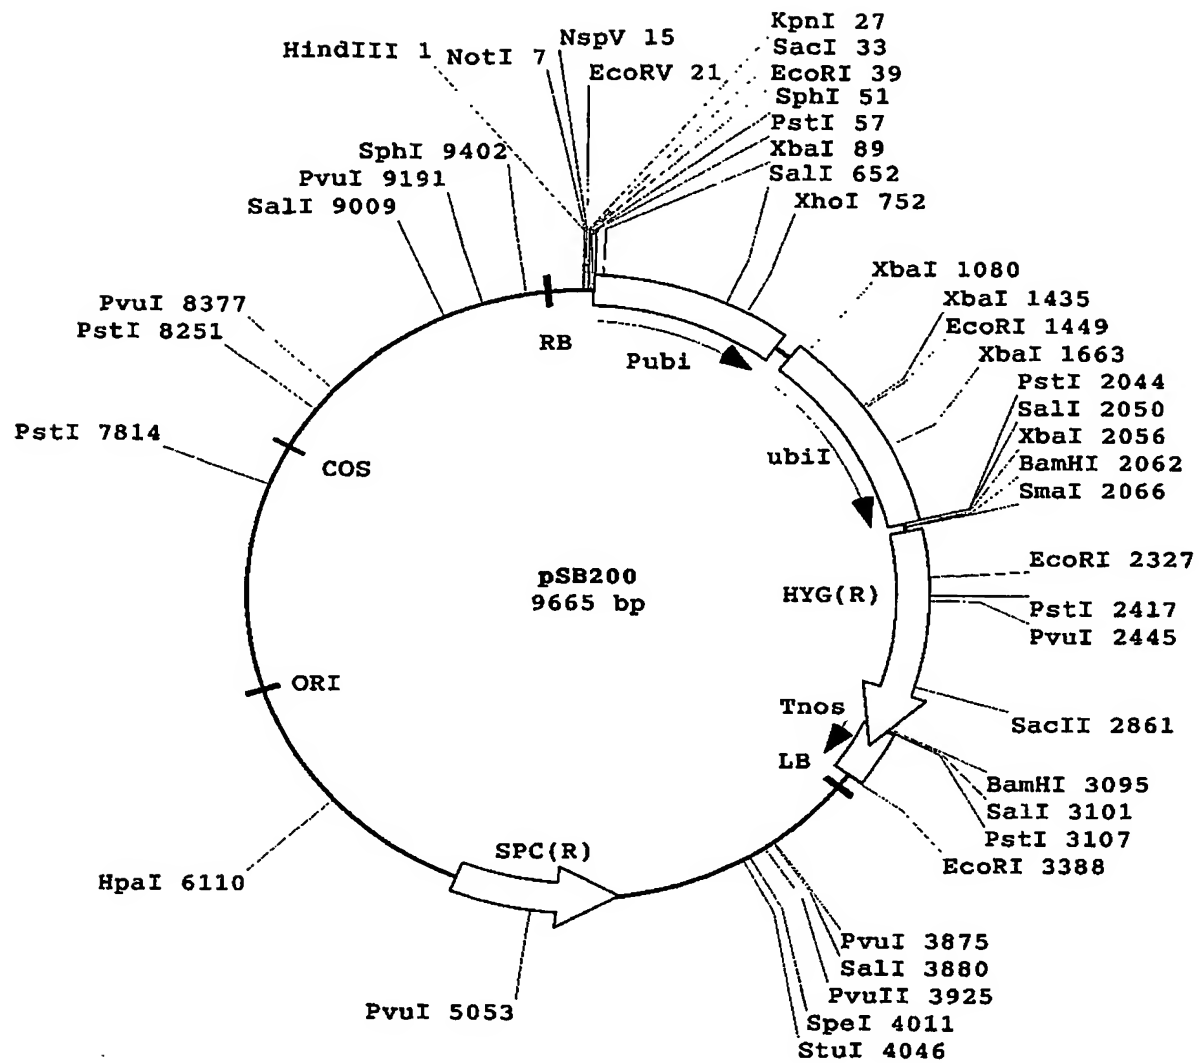 HindIII 1
NotI 7
NspV 15
EcoRV 21
KpnI 27
SacI 33
EcoRI 39
SphI 51
PstI 57
XbaI 89
SalI 652
XhoI 752
SphI 9402
PvuI 9191
SalI 9009
PvuI 8377
PstI 8251
PstI 7814
XbaI 1080
XbaI 1435
EcoRI 1449
XbaI 1663
PstI 2044
SalI 2050
XbaI 2056
BamHI 2062
SmaI 2066
RB
Pubi
ubiI
COS
pSB200
9665 bp
HYG(R)
EcoRI 2327
PstI 2417
PvuI 2445
ORI
Tnos
SacII 2861
LB
BamHI 3095
SalI 3101
PstI 3107
EcoRI 3388
SPC(R)
HpaI 6110
PvuI 5053
PvuI 3875
SalI 3880
PvuII 3925
SpeI 4011
StuI 4046